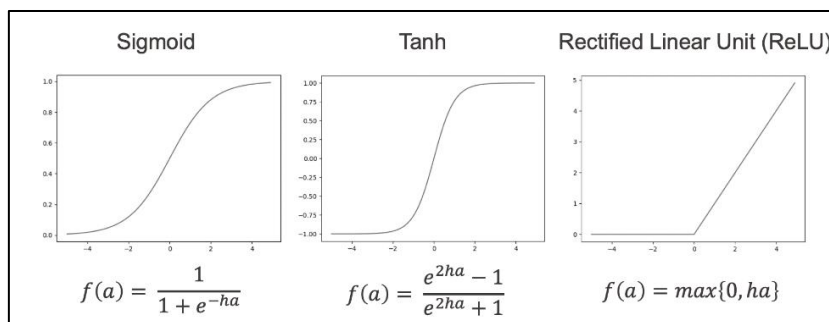 Sigmoid
Tanh
Rectified Linear Unit (ReLU)
1.0
0.8
0.6
0.4
0.2
0.0
−4 −2 0 2 4
1.00
0.75
0.50
0.25
0.00
−0.25
−0.50
−0.75
−1.00
−4 −2 0 2 4
5
4
3
2
1
0
−4 −2 0 2 4
f(a) = 1 / (1 + e^{-ha})
f(a) = (e^{2ha} − 1) / (e^{2ha} + 1)
f(a) = max{0, ha}